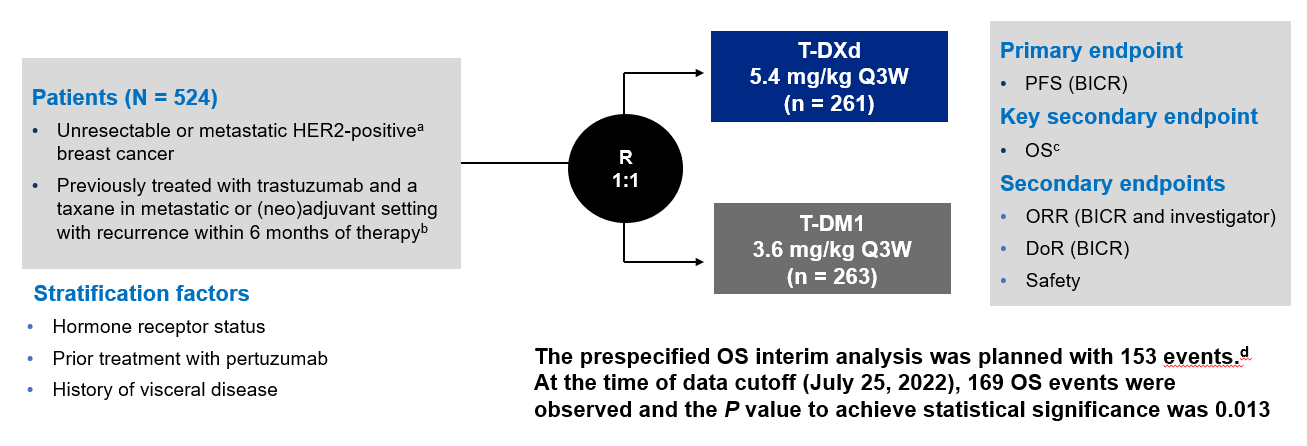 Patients (N = 524)
• Unresectable or metastatic HER2-positiveᵃ
breast cancer
• Previously treated with trastuzumab and a
taxane in metastatic or (neo)adjuvant setting
with recurrence within 6 months of therapyᵇ
Stratification factors
• Hormone receptor status
• Prior treatment with pertuzumab
• History of visceral disease
R
1:1
T-DXd
5.4 mg/kg Q3W
(n = 261)
T-DM1
3.6 mg/kg Q3W
(n = 263)
Primary endpoint
• PFS (BICR)
Key secondary endpoint
• OSᶜ
Secondary endpoints
• ORR (BICR and investigator)
• DoR (BICR)
• Safety
The prespecified OS interim analysis was planned with 153 events.ᵈ
At the time of data cutoff (July 25, 2022), 169 OS events were
observed and the P value to achieve statistical significance was 0.013